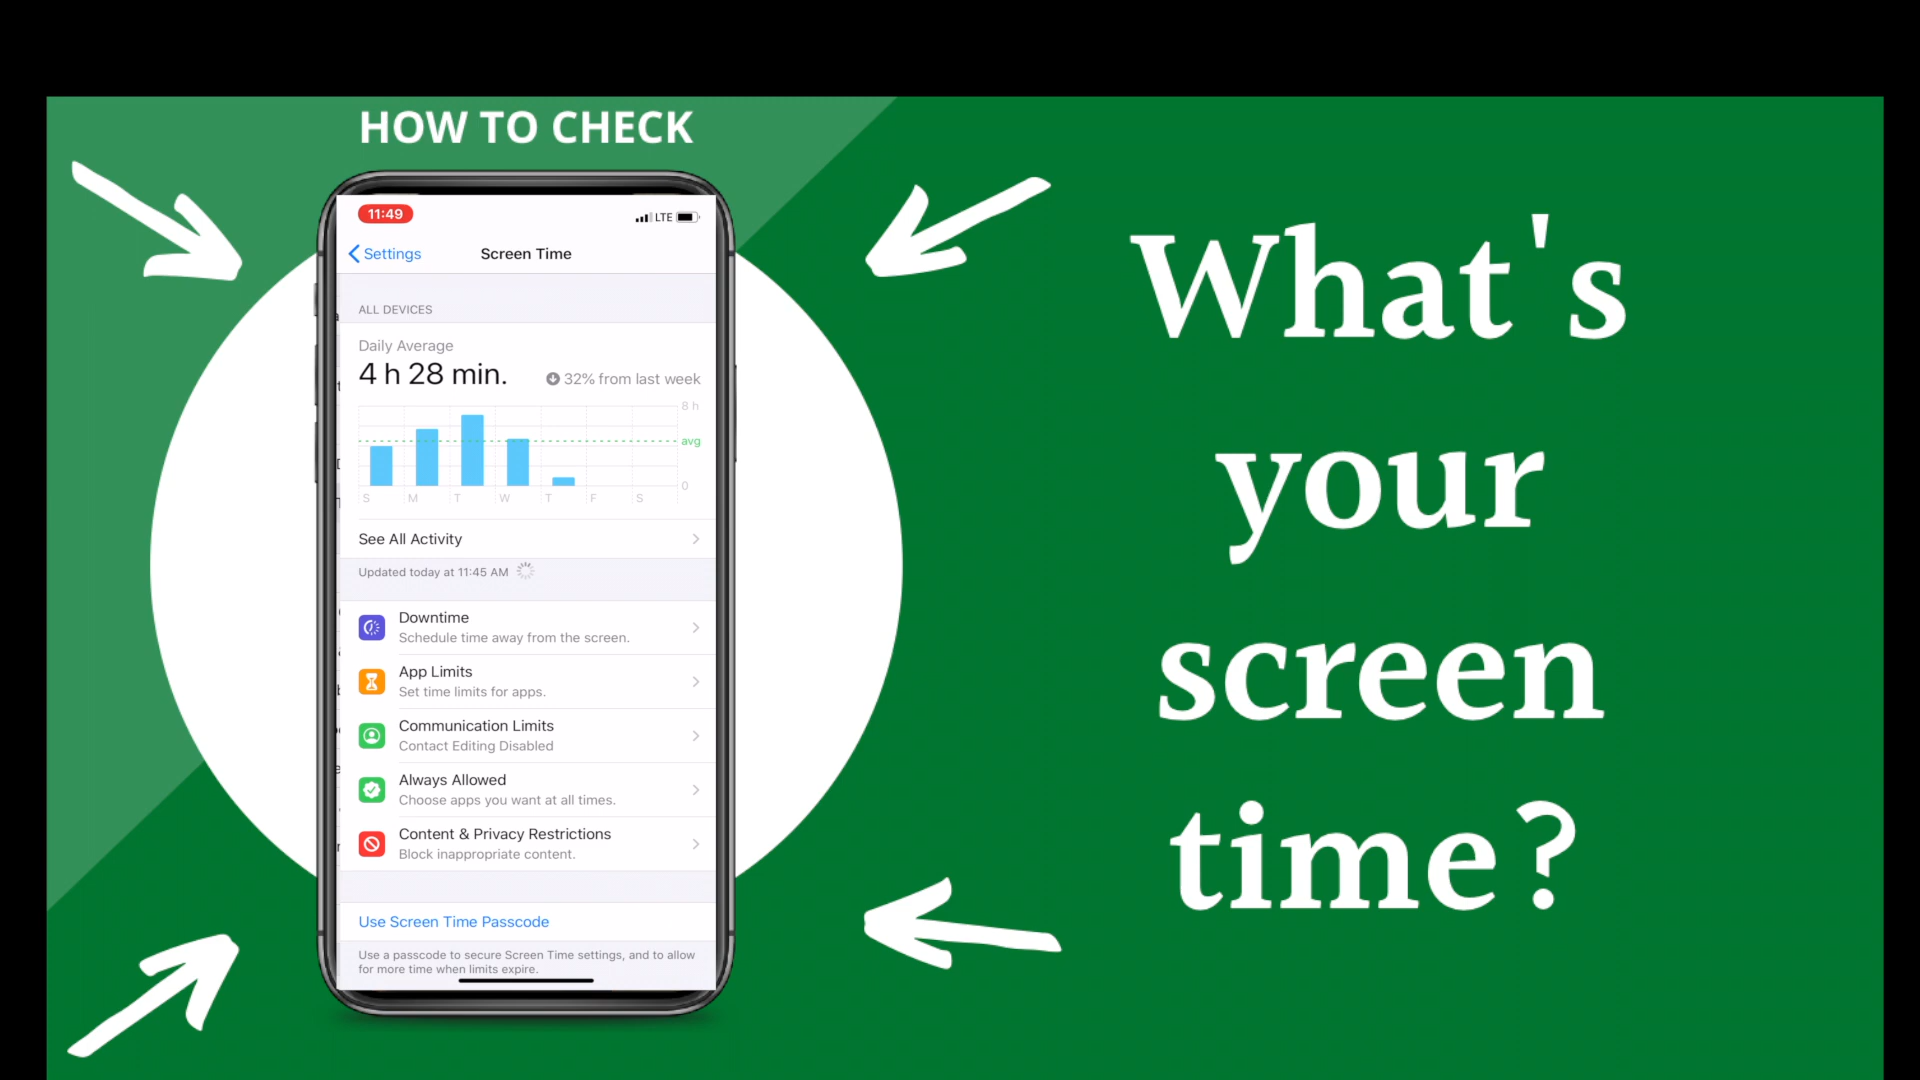 HOW TO CHECK
11:49
LTE
Settings
Screen Time
ALL DEVICES
Daily Average
4 h 28 min.
32% from last week
8 h
avg
0
S M T W T F S
See All Activity
Updated today at 11:45 AM
Downtime
Schedule time away from the screen.
App Limits
Set time limits for apps.
Communication Limits
Contact Editing Disabled
Always Allowed
Choose apps you want at all times.
Content & Privacy Restrictions
Block inappropriate content.
Use Screen Time Passcode
Use a passcode to secure Screen Time settings, and to allow
for more time when limits expire.
What's
your
screen
time?